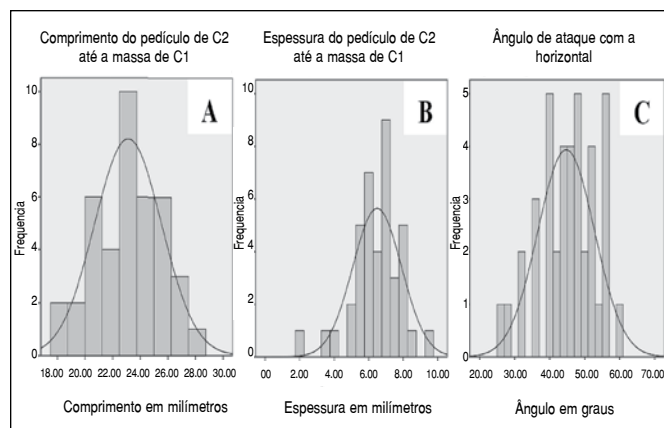 Comprimento do pedículo de C2
até a massa de C1
A
Frequencia
10
8
6
4
2
0
18.00 20.00 22.00 24.00 26.00 28.00 30.00
Comprimento em milímetros
Espessura do pedículo de C2
até a massa de C1
B
Frequencia
10
8
6
4
2
0
00 2.00 4.00 6.00 8.00 10.00
Espessura em milímetros
Ângulo de ataque com a
horizontal
C
Frequencia
5
4
3
2
1
0
20.00 30.00 40.00 50.00 60.00 70.00
Ângulo em graus